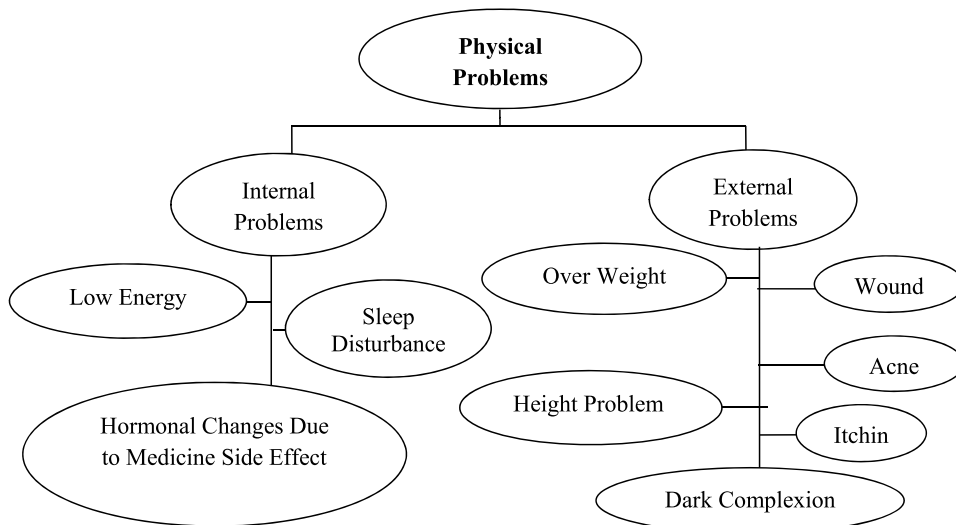 Physical
Problems
Internal
Problems
External
Problems
Low Energy
Sleep
Disturbance
Hormonal Changes Due
to Medicine Side Effect
Over Weight
Wound
Acne
Height Problem
Itchin
Dark Complexion